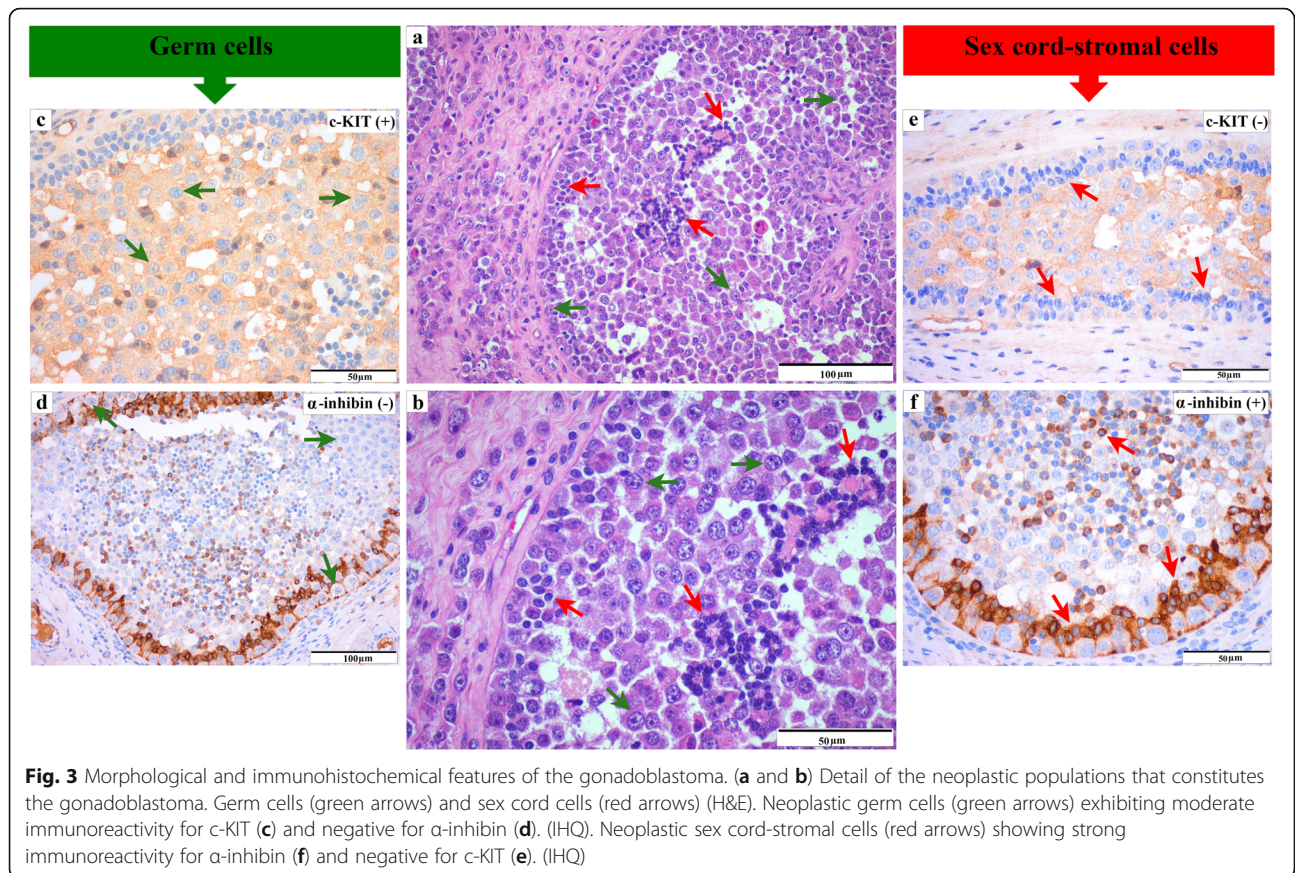 Germ cells
a
Sex cord-stromal cells
c
c-KIT (+)
e
c-KIT (-)
50µm
100µm
50µm
d
α-inhibin (-)
b
f
α-inhibin (+)
100µm
50µm
50µm
Fig. 3 Morphological and immunohistochemical features of the gonadoblastoma. (a and b) Detail of the neoplastic populations that constitutes
the gonadoblastoma. Germ cells (green arrows) and sex cord cells (red arrows) (H&E). Neoplastic germ cells (green arrows) exhibiting moderate
immunoreactivity for c-KIT (c) and negative for α-inhibin (d). (IHQ). Neoplastic sex cord-stromal cells (red arrows) showing strong
immunoreactivity for α-inhibin (f) and negative for c-KIT (e). (IHQ)